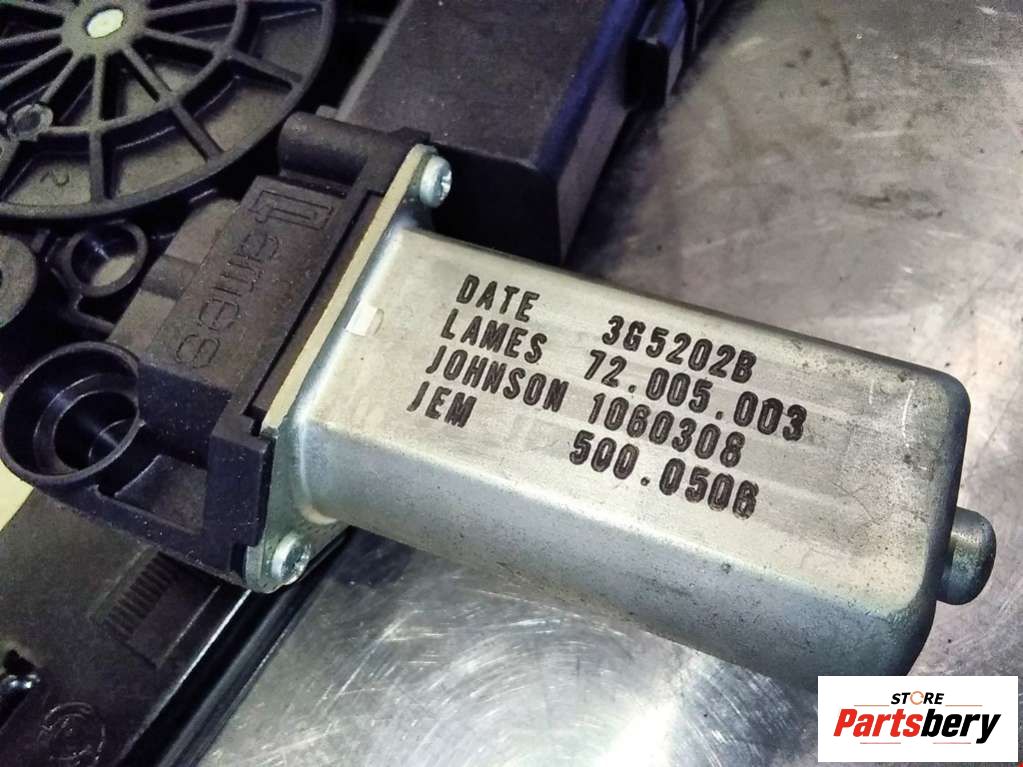 Lames
DATE 3G5202B
LAMES 72.005.003
JOHNSON 1060308
JEM 500.0506
STORE
Partsbery